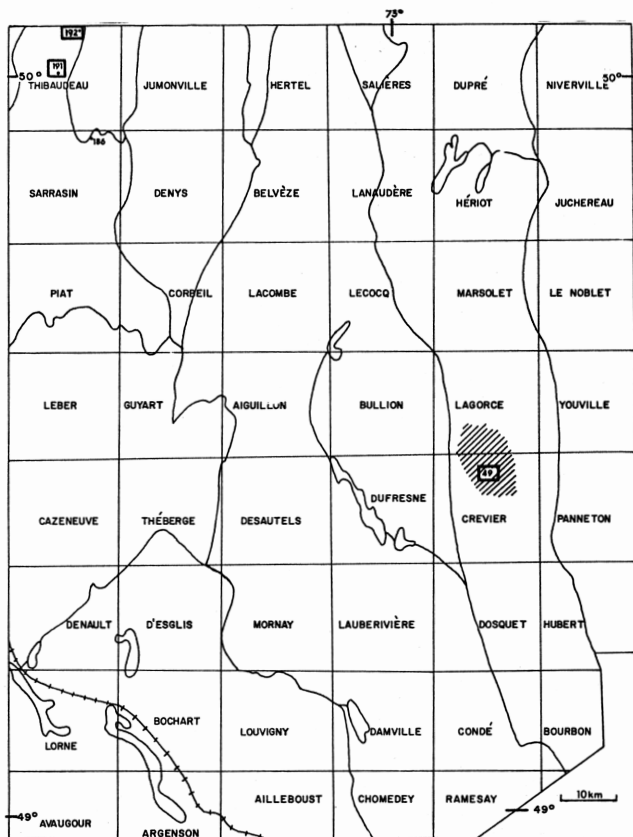 73°
192
191
50°
50°
THIBAUDEAU JUMONVILLE HERTEL SALIERES DUPRÉ NIVERVILLE
186
SARRASIN DENYS BELVÈZE LANAUDÈRE HÉRIOT JUCHEREAU
PIAT CORBEIL LACOMBE LECOCQ MARSOLET LE NOBLET
LEBER GUYART AIGUILLON BULLION LAGORCE YOUVILLE
49
DUFRESNE
CAZENEUVE THÉBERGE DESAUTELS CREVIER PANNETON
DENAULT D'ESGLIS MORNAY LAUBERIVIÈRE DOSQUET HUBERT
BOCHART
LORNE LOUVIGNY DAMVILLE CONDÉ BOURBON
AILLEBOUST CHOMEDEY RAMESAY
10km
49°
49°
AVAUGOUR ARGENSON